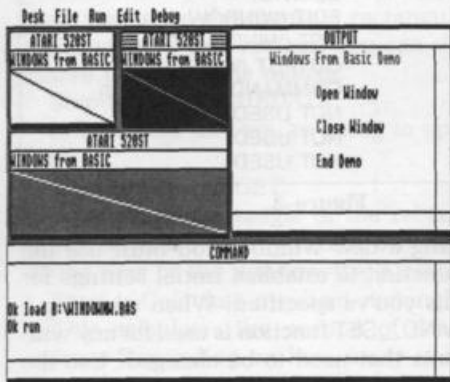 Desk File Run Edit Debug
ATARI 520ST
WINDOWS from BASIC
ATARI 520ST
WINDOWS from BASIC
ATARI 520ST
WINDOWS from BASIC
OUTPUT
Windows From Basic Demo
Open Window
Close Window
End Demo
COMMAND
Ok load B:\WINDOWW.BAS
Ok run